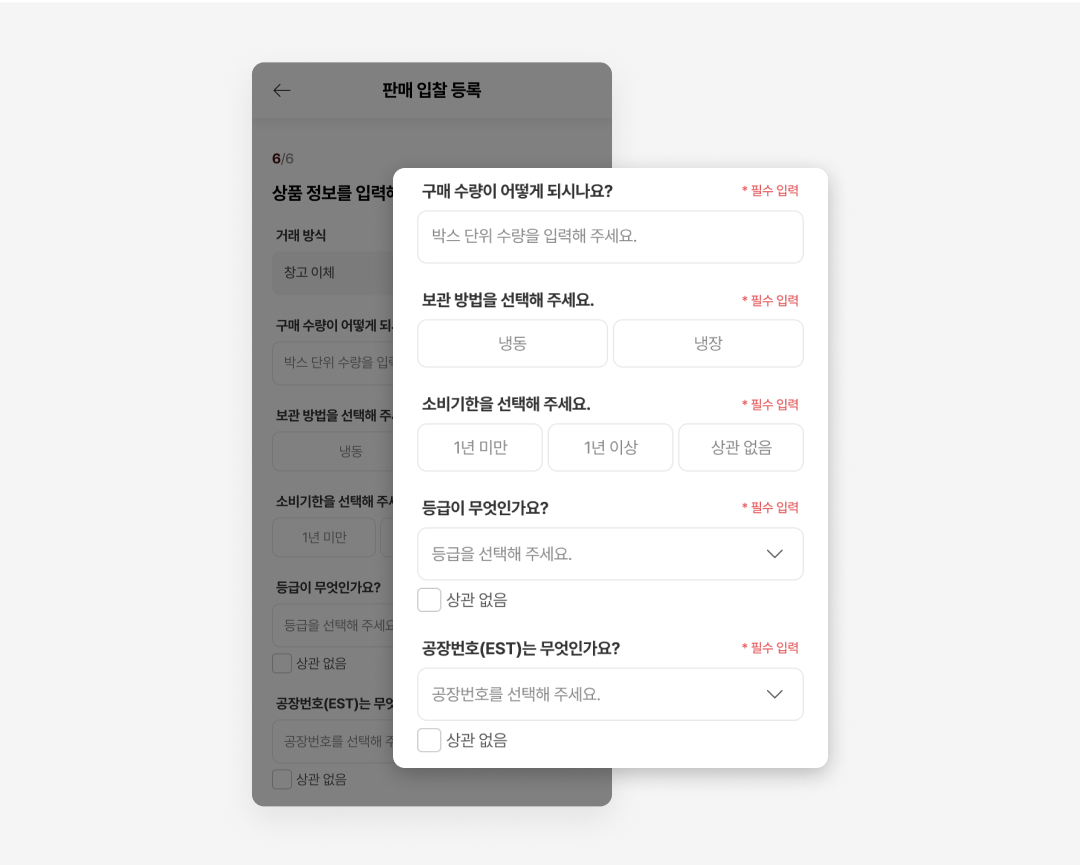 판매 입찰 등록
6/6
상품 정보를 입력해
거래 방식
창고 이체
구매 수량이 어떻게 되시
박스 단위 수량을 입력
보관 방법을 선택해 주
냉동
소비기한을 선택해 주세
1년 미만
등급이 무엇인가요?
등급을 선택해 주세요
상관 없음
공장번호(EST)는 무엇
공장번호를 선택해 주
상관 없음
구매 수량이 어떻게 되시나요? * 필수 입력
박스 단위 수량을 입력해 주세요.
보관 방법을 선택해 주세요. * 필수 입력
냉동 냉장
소비기한을 선택해 주세요. * 필수 입력
1년 미만 1년 이상 상관 없음
등급이 무엇인가요? * 필수 입력
등급을 선택해 주세요.
상관 없음
공장번호(EST)는 무엇인가요? * 필수 입력
공장번호를 선택해 주세요.
상관 없음